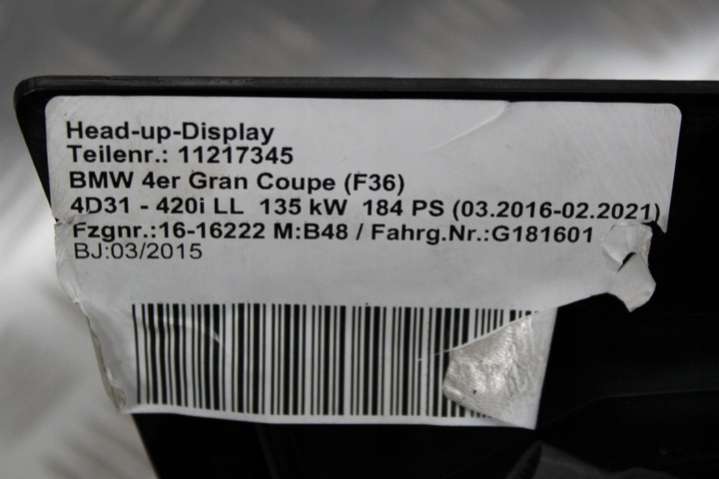 Head-up-Display
Teilenr.: 11217345
BMW 4er Gran Coupe (F36)
4D31 - 420i LL 135 kW 184 PS (03.2016-02.2021)
Fzgnr.:16-16222 M:B48 / Fahrg.Nr.:G181601
BJ:03/2015